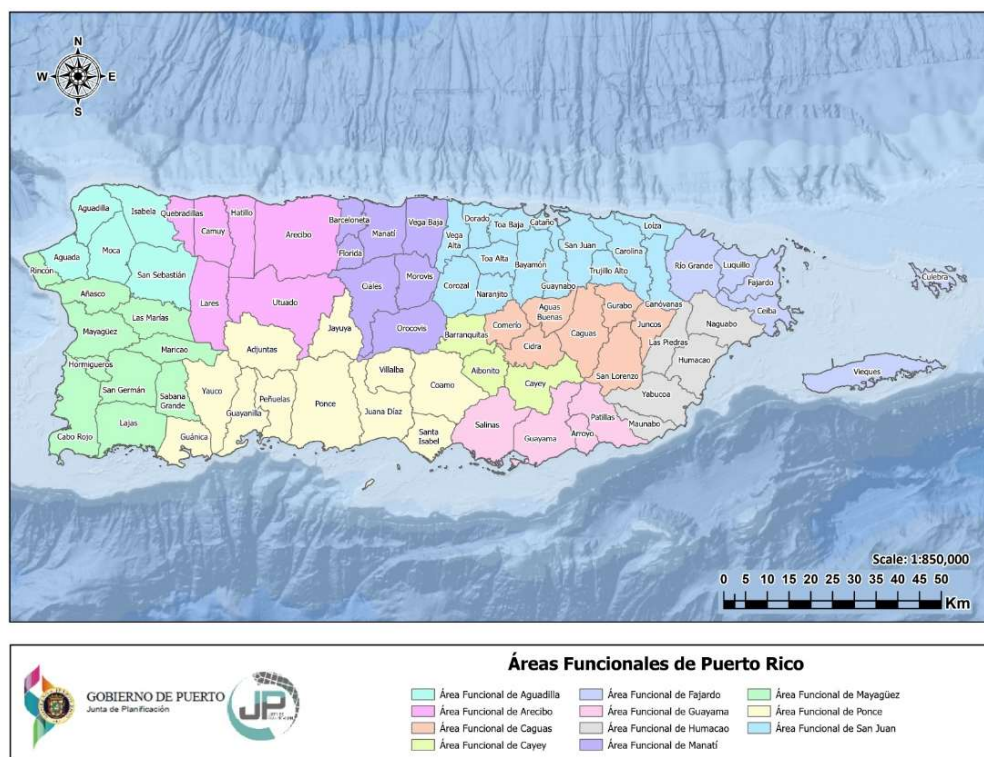 N
W E
S
Aguadilla
Isabela
Quebradillas
Hatillo
Camuy
Arecibo
Barceloneta
Manatí
Vega Baja
Vega
Alta
Dorado
Toa Baja
Cataño
Loiza
Moca
Aguada
Rincón
San Sebastián
Florida
Toa Alta
Bayamón
San Juan
Carolina
Trujillo Alto
Guaynabo
Río Grande
Luquillo
Fajardo
Ceiba
Culebra
Añasco
Las Marías
Lares
Utuado
Ciales
Morovis
Corozal
Naranjito
Canóvanas
Mayagüez
Maricao
Adjuntas
Jayuya
Orocovis
Barranquitas
Comerío
Aguas
Buenas
Caguas
Gurabo
Juncos
Naguabo
Las Piedras
Humacao
Cidra
Hormigueros
San Germán
Sabana
Grande
Yauco
Guayanilla
Peñuelas
Ponce
Villalba
Juana Díaz
Coamo
Aibonito
Cayey
San Lorenzo
Yabucoa
Vieques
Cabo Rojo
Lajas
Guánica
Santa
Isabel
Salinas
Guayama
Arroyo
Patillas
Maunabo
Scale: 1:850,000
0 5 10 15 20 25 30 35 40 45 50
Km
GOBIERNO DE PUERTO
Junta de Planificación
JP
Áreas Funcionales de Puerto Rico
Área Funcional de Aguadilla
Área Funcional de Arecibo
Área Funcional de Caguas
Área Funcional de Cayey
Área Funcional de Fajardo
Área Funcional de Guayama
Área Funcional de Humacao
Área Funcional de Manatí
Área Funcional de Mayagüez
Área Funcional de Ponce
Área Funcional de San Juan